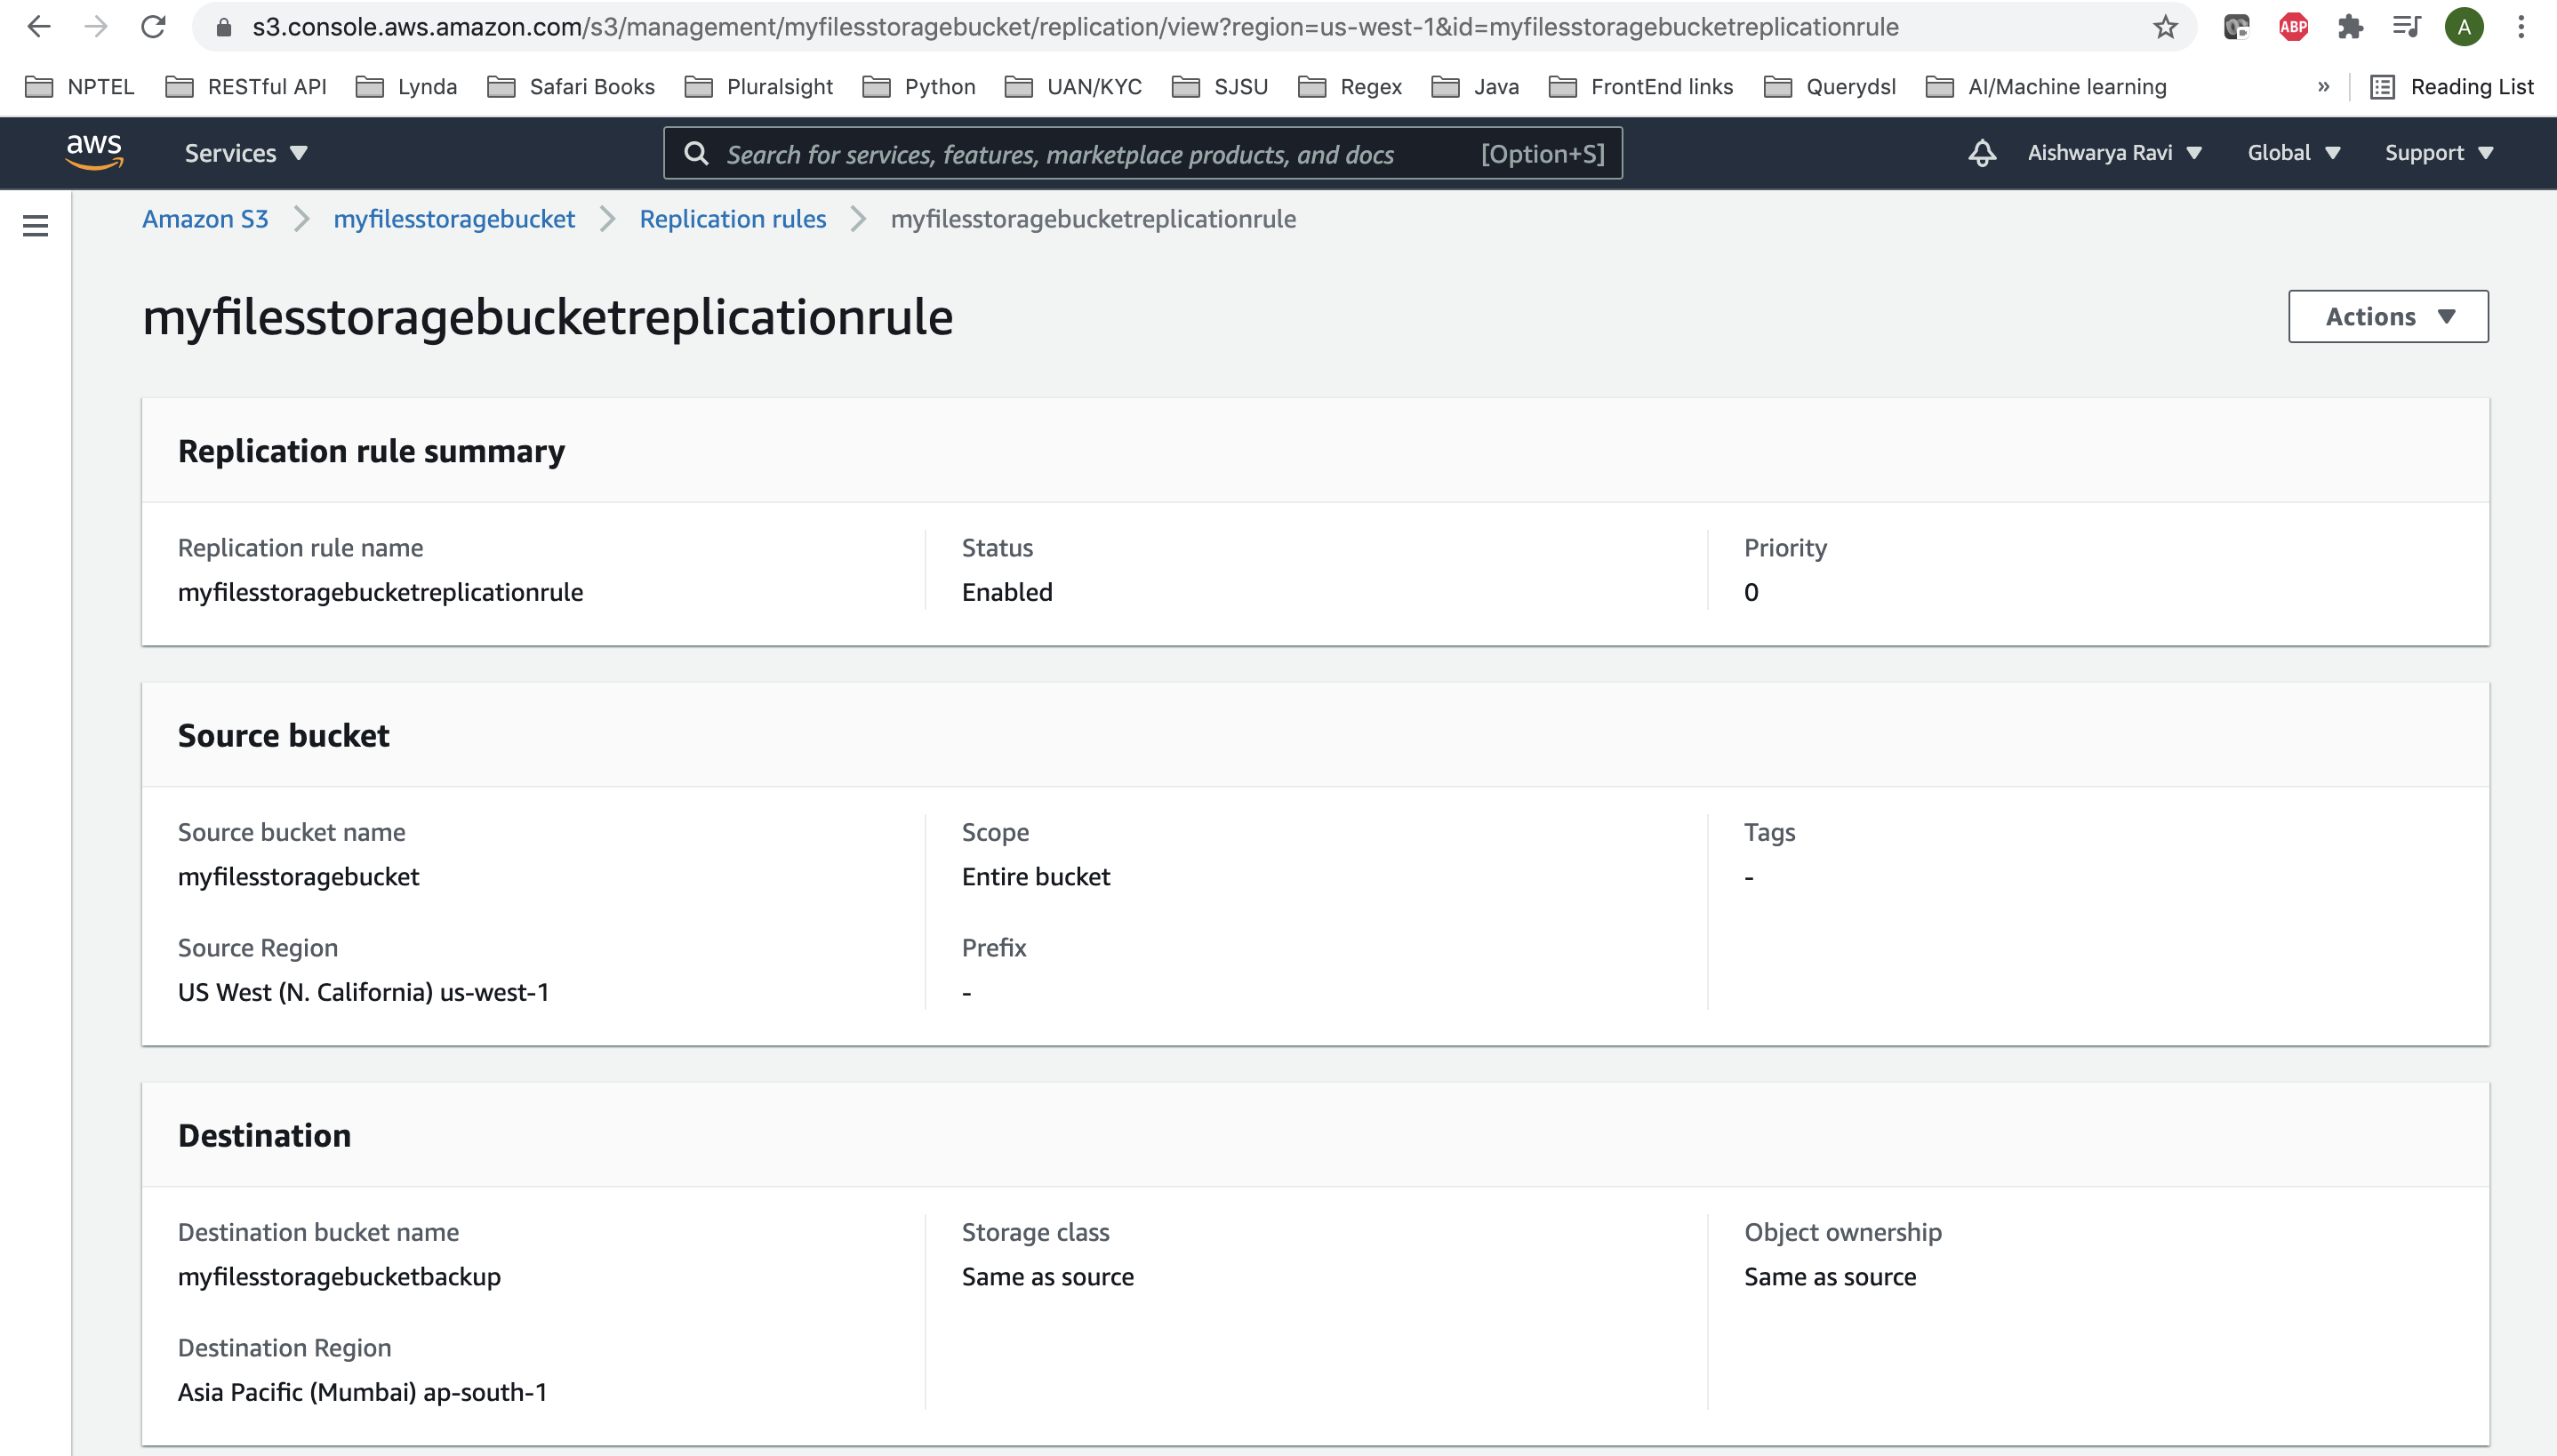 s3.console.aws.amazon.com/s3/management/myfilesstoragebucket/replication/view?region=us-west-1&id=myfilesstoragebucketreplicationrule ABP A
NPTEL RESTful API Lynda Safari Books Pluralsight Python UAN/KYC SJSU Regex Java FrontEnd links Querydsl AI/Machine learning » Reading List
aws Services ▼ Search for services, features, marketplace products, and docs [Option+S] Aishwarya Ravi ▼ Global ▼ Support ▼
Amazon S3 > myfilesstoragebucket > Replication rules > myfilesstoragebucketreplicationrule
myfilesstoragebucketreplicationrule Actions ▼
Replication rule summary
Replication rule name Status Priority
myfilesstoragebucketreplicationrule Enabled 0
Source bucket
Source bucket name Scope Tags
myfilesstoragebucket Entire bucket -
Source Region Prefix
US West (N. California) us-west-1 -
Destination
Destination bucket name Storage class Object ownership
myfilesstoragebucketbackup Same as source Same as source
Destination Region
Asia Pacific (Mumbai) ap-south-1